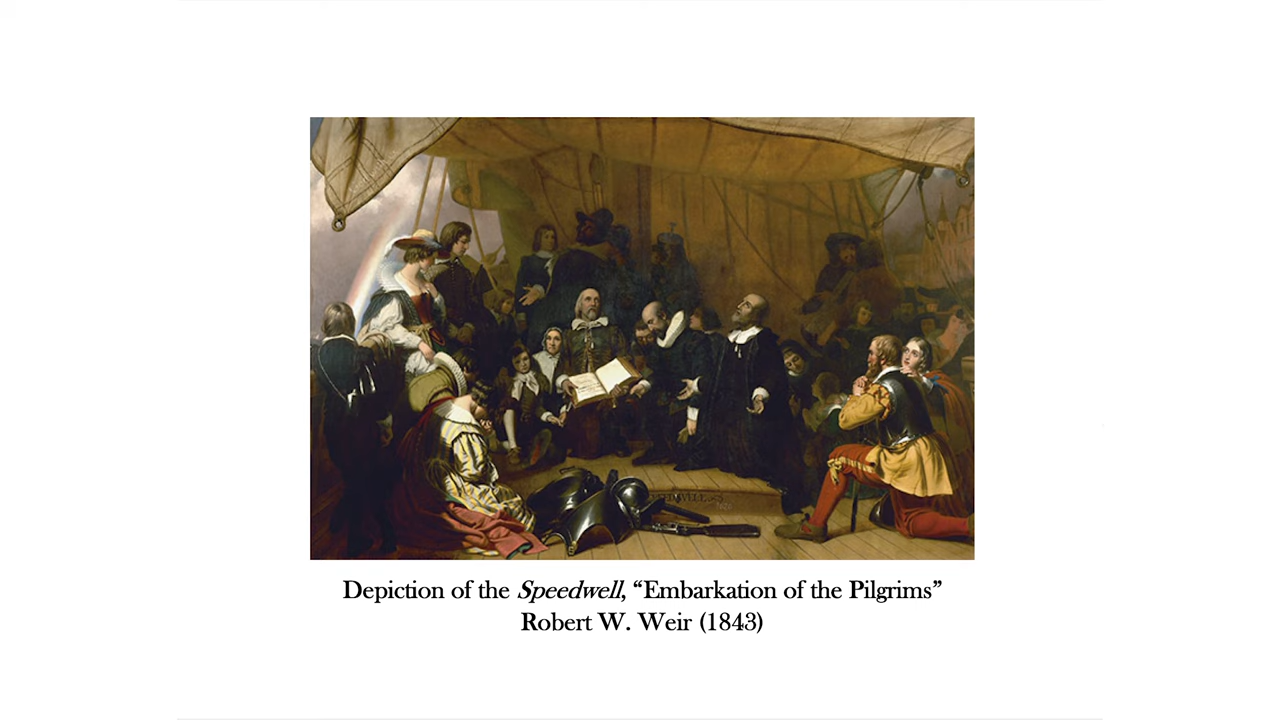 Depiction of the Speedwell, “Embarkation of the Pilgrims”
Robert W. Weir (1843)